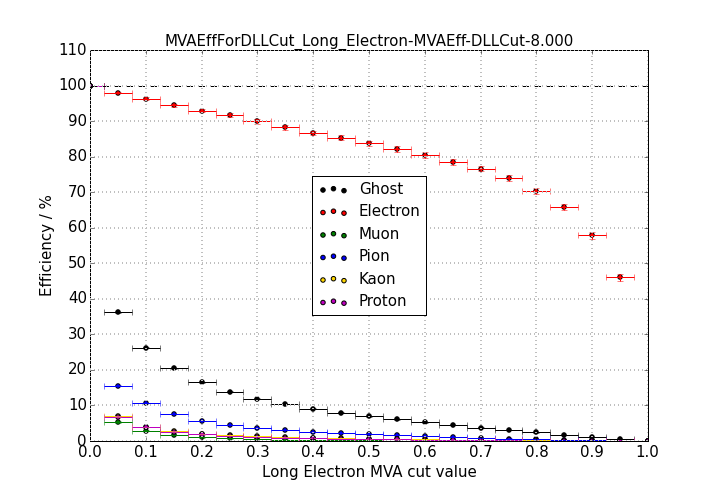 MVAEffForDLLCut_Long_Electron-MVAEff-DLLCut-8.000
110
100
90
80
70
60
50
40
30
20
10
0
Efficiency / %
Ghost
Electron
Muon
Pion
Kaon
Proton
0.0 0.1 0.2 0.3 0.4 0.5 0.6 0.7 0.8 0.9 1.0
Long Electron MVA cut value